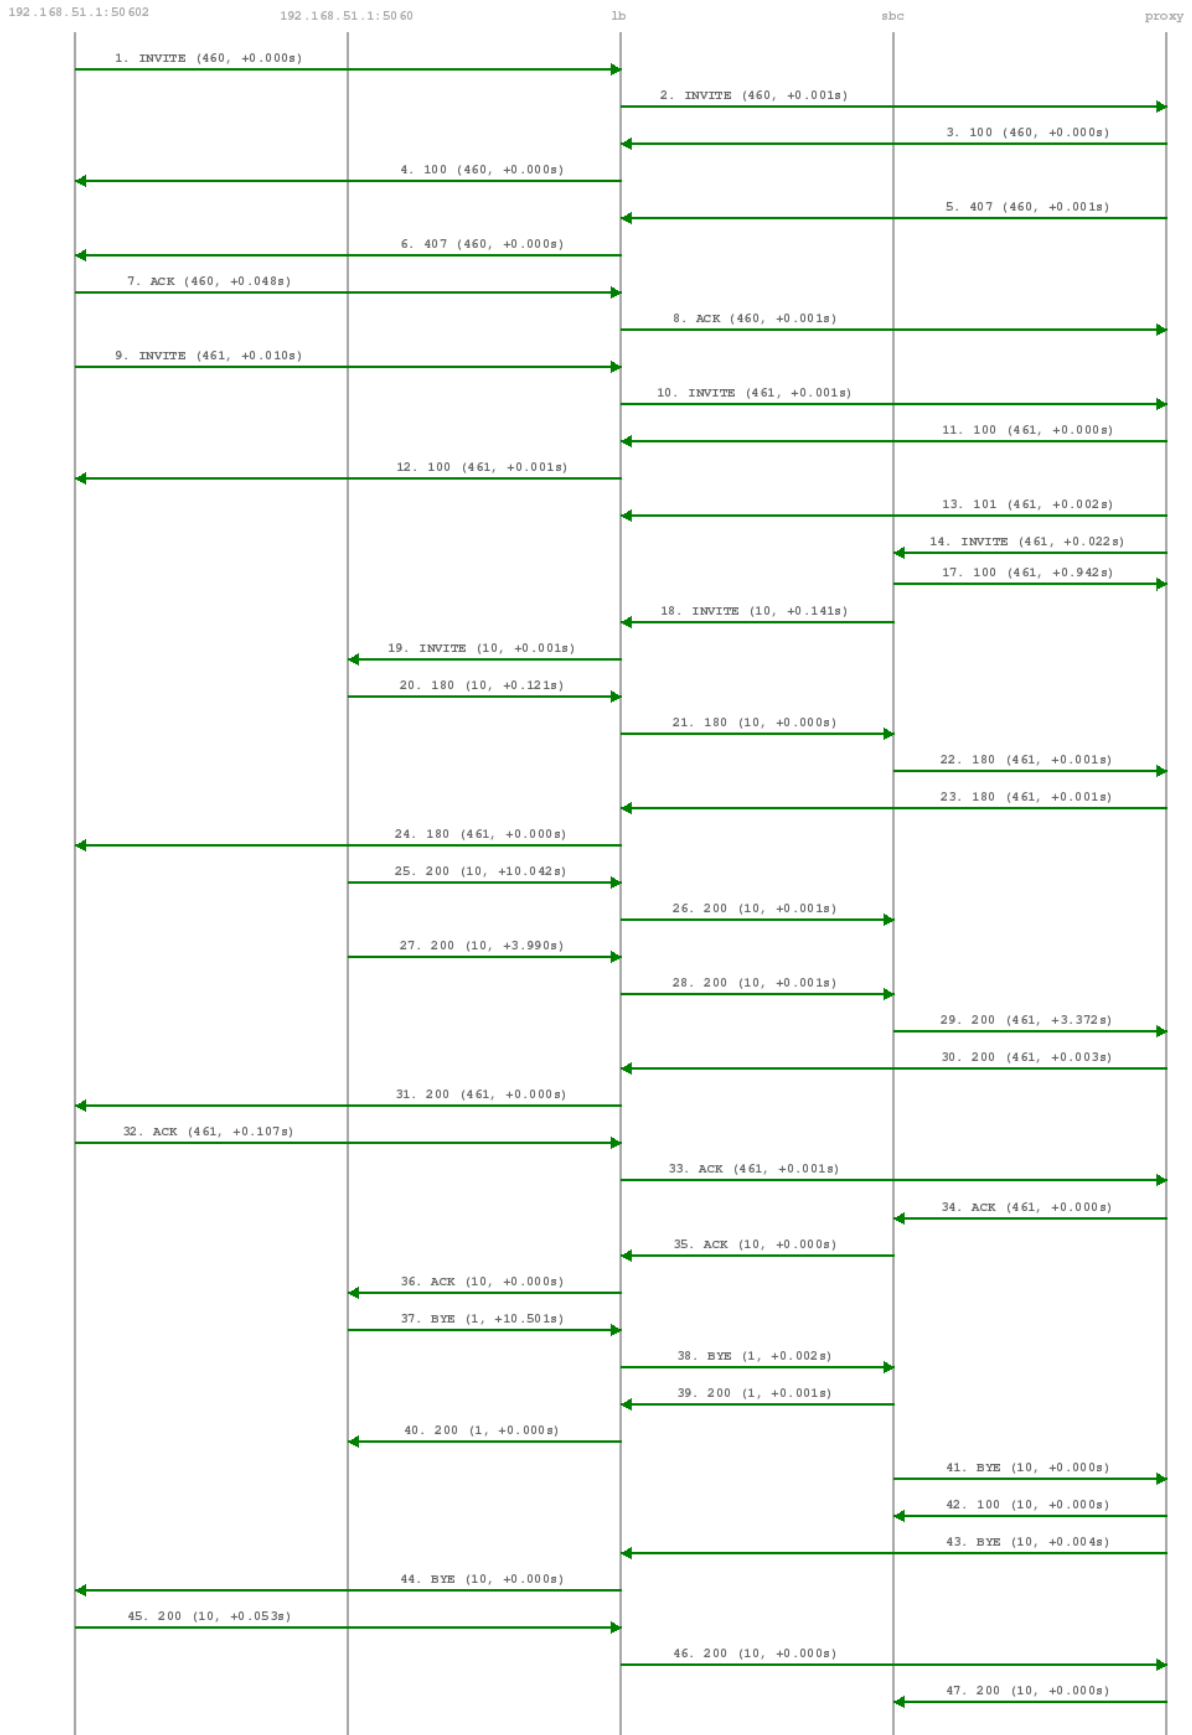 192.168.51.1:50602 192.168.51.1:5060 lb sbc proxy
1. INVITE (460, +0.000s)
2. INVITE (460, +0.001s)
3. 100 (460, +0.000s)
4. 100 (460, +0.000s)
5. 407 (460, +0.001s)
6. 407 (460, +0.000s)
7. ACK (460, +0.048s)
8. ACK (460, +0.001s)
9. INVITE (461, +0.010s)
10. INVITE (461, +0.001s)
11. 100 (461, +0.000s)
12. 100 (461, +0.001s)
13. 101 (461, +0.002s)
14. INVITE (461, +0.022s)
17. 100 (461, +0.942s)
18. INVITE (10, +0.141s)
19. INVITE (10, +0.001s)
20. 180 (10, +0.121s)
21. 180 (10, +0.000s)
22. 180 (461, +0.001s)
23. 180 (461, +0.001s)
24. 180 (461, +0.000s)
25. 200 (10, +10.042s)
26. 200 (10, +0.001s)
27. 200 (10, +3.990s)
28. 200 (10, +0.001s)
29. 200 (461, +3.372s)
30. 200 (461, +0.003s)
31. 200 (461, +0.000s)
32. ACK (461, +0.107s)
33. ACK (461, +0.001s)
34. ACK (461, +0.000s)
35. ACK (10, +0.000s)
36. ACK (10, +0.000s)
37. BYE (1, +10.501s)
38. BYE (1, +0.002s)
39. 200 (1, +0.001s)
40. 200 (1, +0.000s)
41. BYE (10, +0.000s)
42. 100 (10, +0.000s)
43. BYE (10, +0.004s)
44. BYE (10, +0.000s)
45. 200 (10, +0.053s)
46. 200 (10, +0.000s)
47. 200 (10, +0.000s)